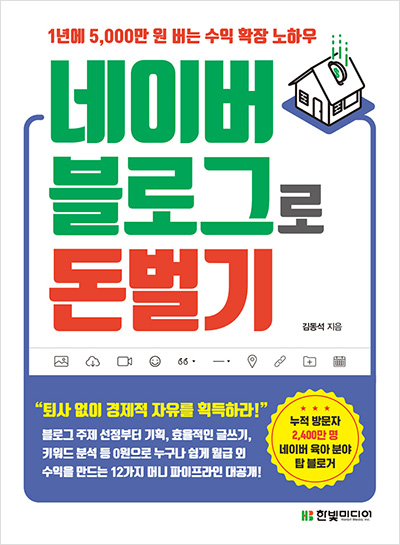 1년에 5,000만 원 버는 수익 확장 노하우
네이버
블로그로
돈벌기
김동석 지음
“퇴사 없이 경제적 자유를 획득하라!”
블로그 주제 선정부터 기획, 효율적인 글쓰기,
키워드 분석 등 0원으로 누구나 쉽게 월급 외
수익을 만드는 12가지 머니 파이프라인 대공개!
누적 방문자
2,400만 명
네이버 육아 분야
탑 블로거
HB 한빛미디어
Hanbit Media, Inc.